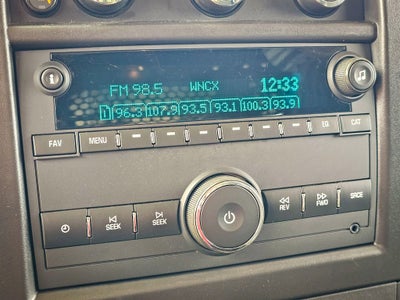 FM 98.5 WNCX 12:33
1 96.3 107.9 93.5 93.1 100.3 93.9
FAV MENU EQ CAT
SEEK SEEK REV FWD SRCE